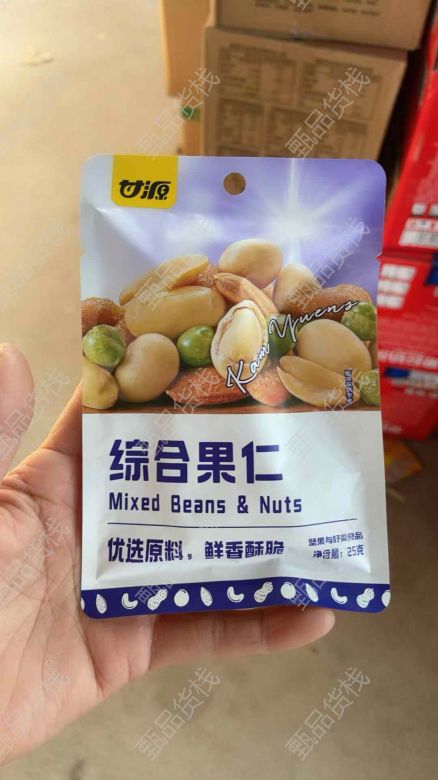 甘源
Kam Yuens
综合果仁
Mixed Beans & Nuts
优选原料，鲜香酥脆
坚果与籽类食品
净含量：25克
甄品货栈